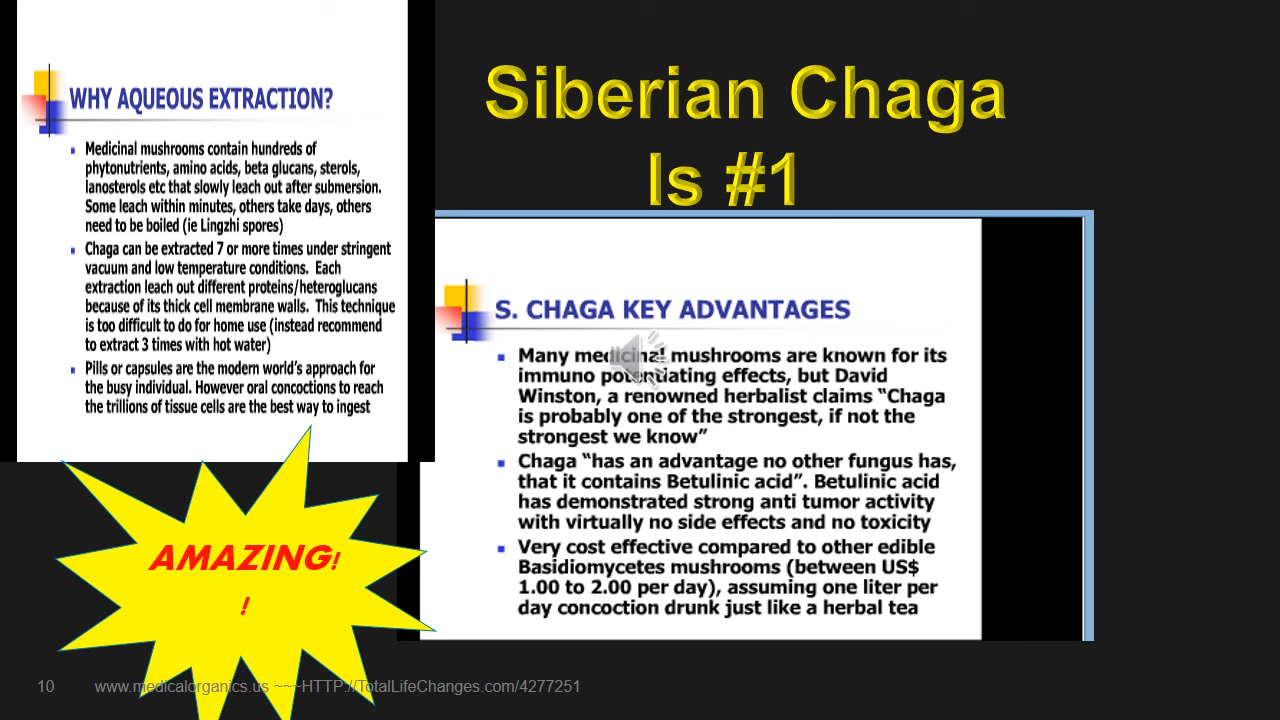 Siberian Chaga
Is #1
WHY AQUEOUS EXTRACTION?
Medicinal mushrooms contain hundreds of
phytonutrients, amino acids, beta glucans, sterols,
lanosterols etc that slowly leach out after submersion.
Some leach within minutes, others take days, others
need to be boiled (ie Lingzhi spores)
Chaga can be extracted 7 or more times under stringent
vacuum and low temperature conditions. Each
extraction leach out different proteins/heteroglucans
because of its thick cell membrane walls. This technique
is too difficult to do for home use (instead recommend
to extract 3 times with hot water)
Pills or capsules are the modern world's approach for
the busy individual. However oral concoctions to reach
the trillions of tissue cells are the best way to ingest
S. CHAGA KEY ADVANTAGES
Many medicinal mushrooms are known for its
immuno potentiating effects, but David
Winston, a renowned herbalist claims "Chaga
is probably one of the strongest, if not the
strongest we know"
Chaga "has an advantage no other fungus has,
that it contains Betulinic acid". Betulinic acid
has demonstrated strong anti tumor activity
with virtually no side effects and no toxicity
Very cost effective compared to other edible
Basidiomycetes mushrooms (between US$
1.00 to 2.00 per day), assuming one liter per
day concoction drunk just like a herbal tea
AMAZING!
!
10 www.medicalorganics.us ~~~HTTP://TotalLifeChanges.com/4277251